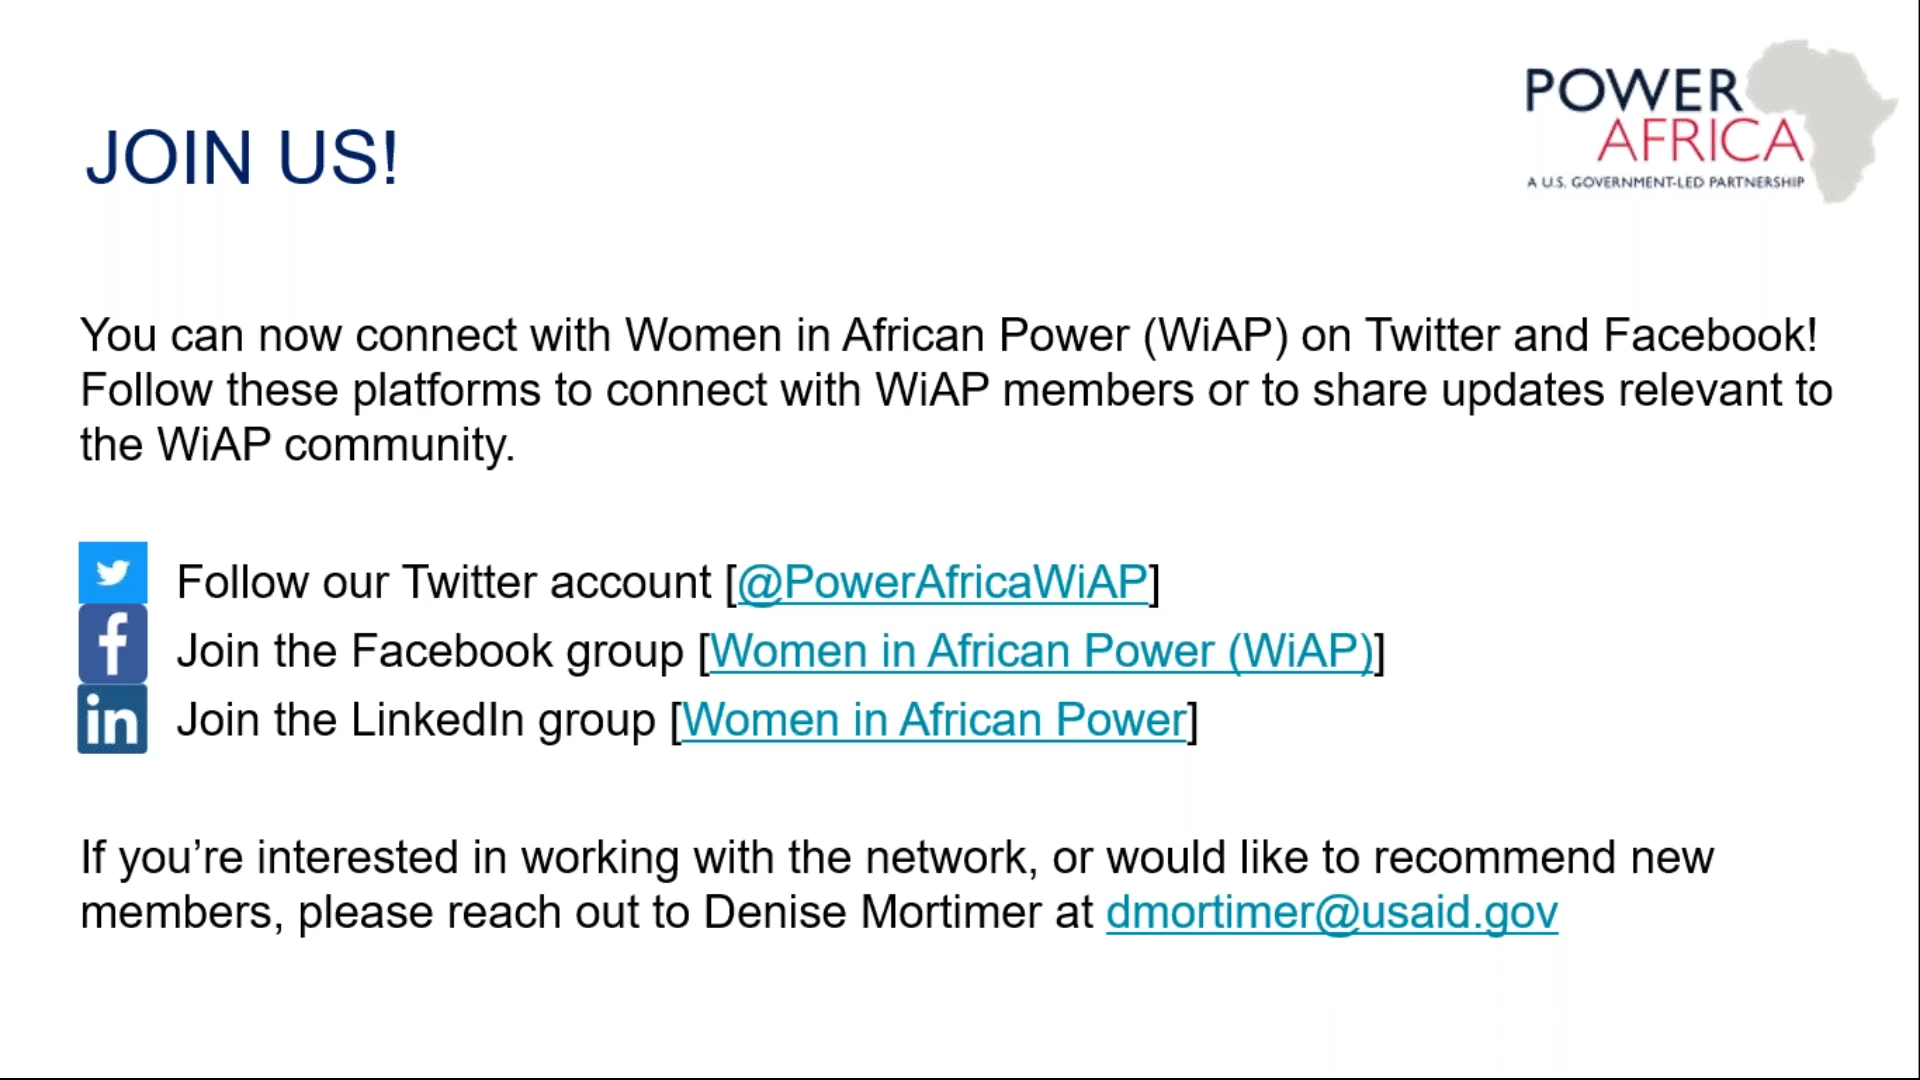 POWER
AFRICA
A U.S. GOVERNMENT-LED PARTNERSHIP
JOIN US!
You can now connect with Women in African Power (WiAP) on Twitter and Facebook!
Follow these platforms to connect with WiAP members or to share updates relevant to
the WiAP community.
Follow our Twitter account [@PowerAfricaWiAP]
f Join the Facebook group [Women in African Power (WiAP)]
in Join the LinkedIn group [Women in African Power]
If you’re interested in working with the network, or would like to recommend new
members, please reach out to Denise Mortimer at dmortimer@usaid.gov